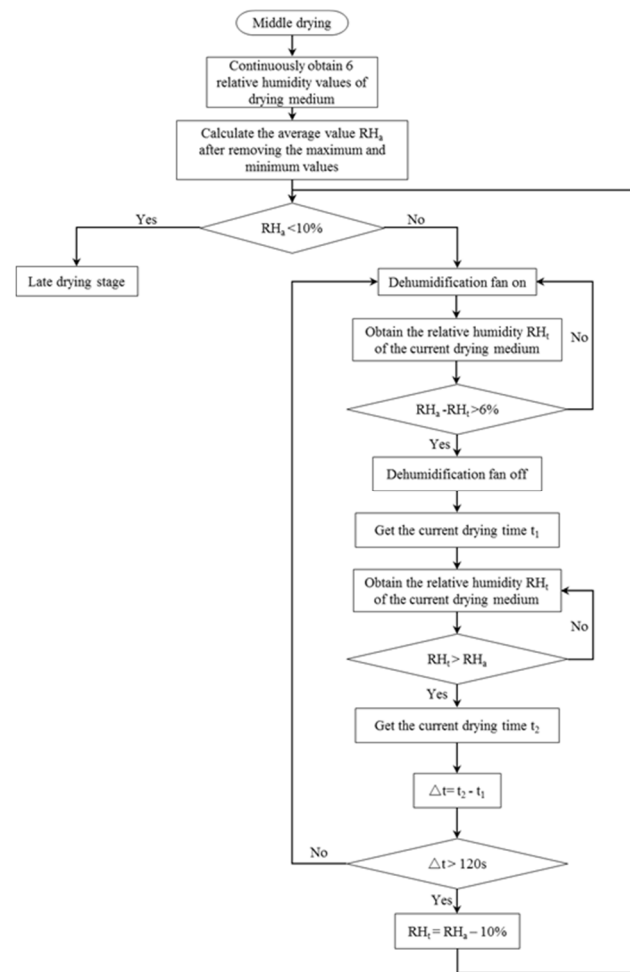 Middle drying
Continuously obtain 6
relative humidity values of
drying medium
Calculate the average value RHₐ
after removing the maximum and
minimum values
Yes
RHₐ<10%
No
Late drying stage
Dehumidification fan on
Obtain the relative humidity RHₜ
of the current drying medium
No
RHₐ-RHₜ>6%
Yes
Dehumidification fan off
Get the current drying time t₁
Obtain the relative humidity RHₜ
of the current drying medium
No
RHₜ> RHₐ
Yes
Get the current drying time t₂
△t= t₂ - t₁
No
△t> 120s
Yes
RHₜ= RHₐ – 10%